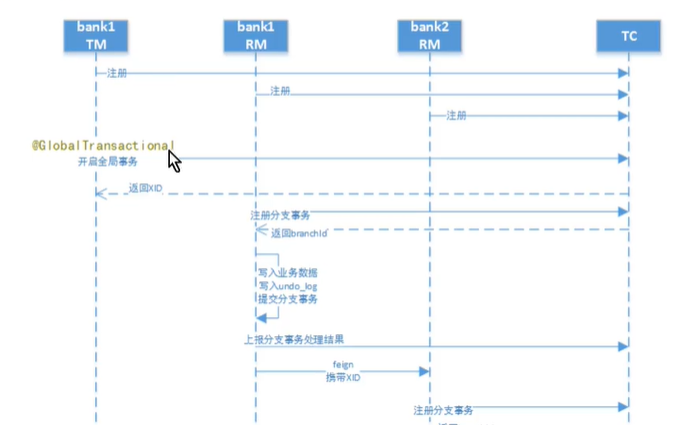 bank1
TM
bank1
RM
bank2
RM
TC
注册
注册
注册
@GlobalTransactional
开启全局事务
返回XID
注册分支事务
返回branchId
写入业务数据
写入undo_log
提交分支事务
上报分支事务处理结果
feign
携带XID
注册分支事务